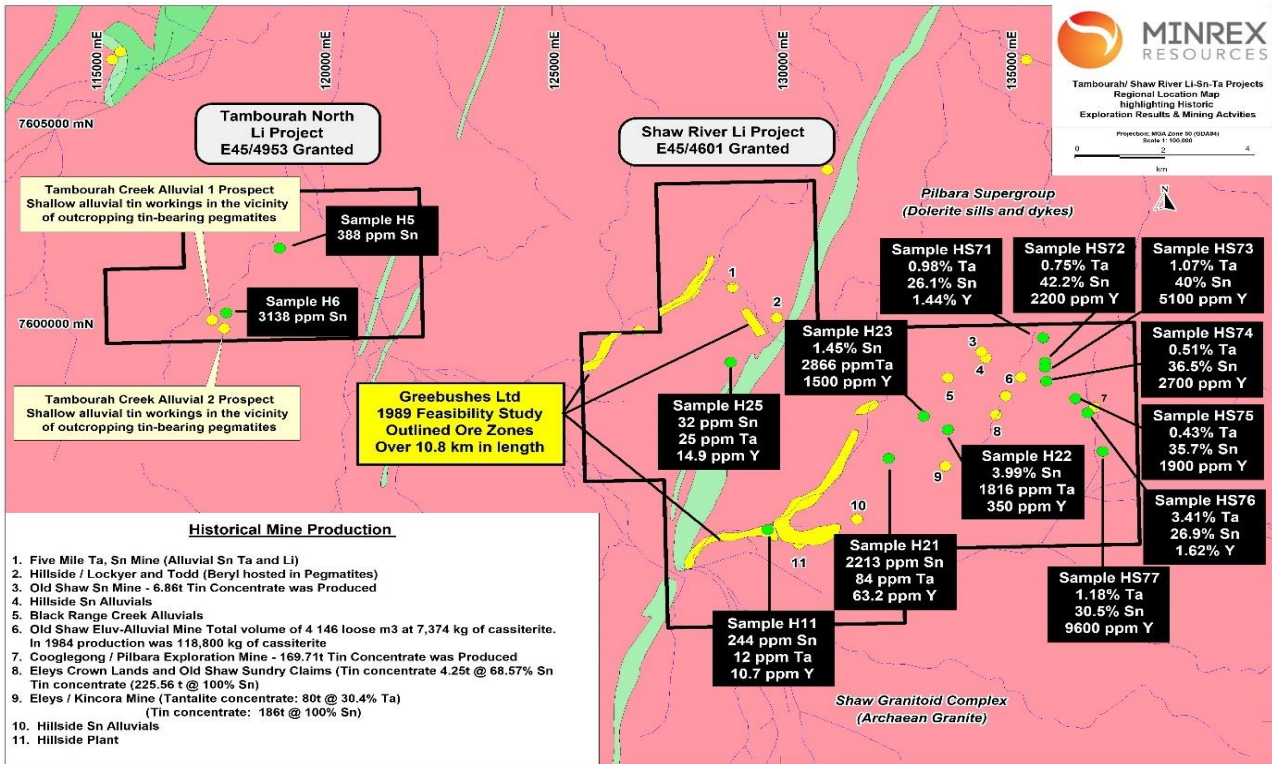 115000 mE
1200000 mE
125000 mE
130000 mE
135000 mE
7605000 mN
7600000 mN
MINREX
RESOURCES
Tambourah/ Shaw River Li-Sn-Ta Projects
Regional Location Map
highlighting Historic
Exploration Results & Mining Actvities
Projection: MGA Zone 50 (GDA94)
Scale 1: 100,000
0 2 4
km
N
Tambourah North
Li Project
E45/4953 Granted
Shaw River Li Project
E45/4601 Granted
Tambourah Creek Alluvial 1 Prospect
Shallow alluvial tin workings in the vicinity
of outcropping tin-bearing pegmatites
Sample H5
388 ppm Sn
Sample H6
3138 ppm Sn
Tambourah Creek Alluvial 2 Prospect
Shallow alluvial tin workings in the vicinity
of outcropping tin-bearing pegmatites
Greebushes Ltd
1989 Feasibility Study
Outlined Ore Zones
Over 10.8 km in length
Pilbara Supergroup
(Dolerite sills and dykes)
Sample HS71
0.98% Ta
26.1% Sn
1.44% Y
Sample HS72
0.75% Ta
42.2% Sn
2200 ppm Y
Sample HS73
1.07% Ta
40% Sn
5100 ppm Y
Sample HS74
0.51% Ta
36.5% Sn
2700 ppm Y
Sample HS75
0.43% Ta
35.7% Sn
1900 ppm Y
Sample HS76
3.41% Ta
26.9% Sn
1.62% Y
Sample HS77
1.18% Ta
30.5% Sn
9600 ppm Y
Sample H23
1.45% Sn
2866 ppmTa
1500 ppm Y
Sample H25
32 ppm Sn
25 ppm Ta
14.9 ppm Y
Sample H22
3.99% Sn
1816 ppm Ta
350 ppm Y
Sample H21
2213 ppm Sn
84 ppm Ta
63.2 ppm Y
Sample H11
244 ppm Sn
12 ppm Ta
10.7 ppm Y
1
2
3
4
5
6
7
8
9
10
11
Shaw Granitoid Complex
(Archaean Granite)
Historical Mine Production
1. Five Mile Ta, Sn Mine (Alluvial Sn Ta and Li)
2. Hillside / Lockyer and Todd (Beryl hosted in Pegmatites)
3. Old Shaw Sn Mine - 6.86t Tin Concentrate was Produced
4. Hillside Sn Alluvials
5. Black Range Creek Alluvials
6. Old Shaw Eluv-Alluvial Mine Total volume of 4 146 loose m3 at 7,374 kg of cassiterite.
In 1984 production was 118,800 kg of cassiterite
7. Cooglegong / Pilbara Exploration Mine - 169.71t Tin Concentrate was Produced
8. Eleys Crown Lands and Old Shaw Sundry Claims (Tin concentrate 4.25t @ 68.57% Sn
Tin concentrate (225.56 t @ 100% Sn)
9. Eleys / Kincora Mine (Tantalite concentrate: 80t @ 30.4% Ta)
(Tin concentrate: 186t @ 100% Sn)
10. Hillside Sn Alluvials
11. Hillside Plant